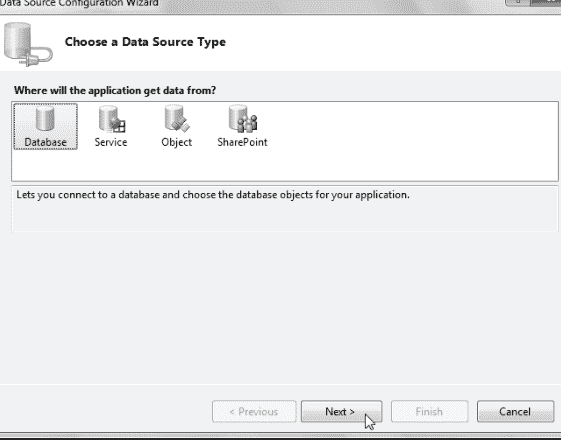 Data Source Configuration Wizard
Choose a Data Source Type
Where will the application get data from?
Database Service Object SharePoint
Lets you connect to a database and choose the database objects for your application.
< Previous Next > Finish Cancel